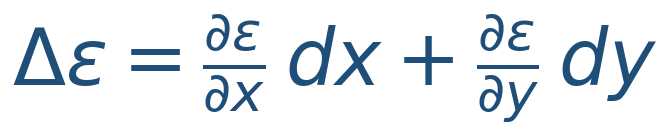 Δε = ∂ε/∂x dx + ∂ε/∂y dy